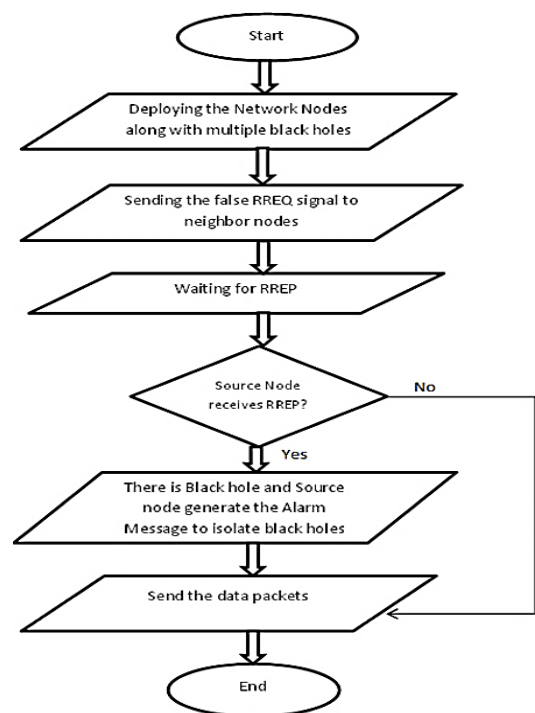 Start
Deploying the Network Nodes
along with multiple black holes
Sending the false RREQ signal to
neighbor nodes
Waiting for RREP
Source Node
receives RREP?
No
Yes
There is Black hole and Source
node generate the Alarm
Message to isolate black holes
Send the data packets
End